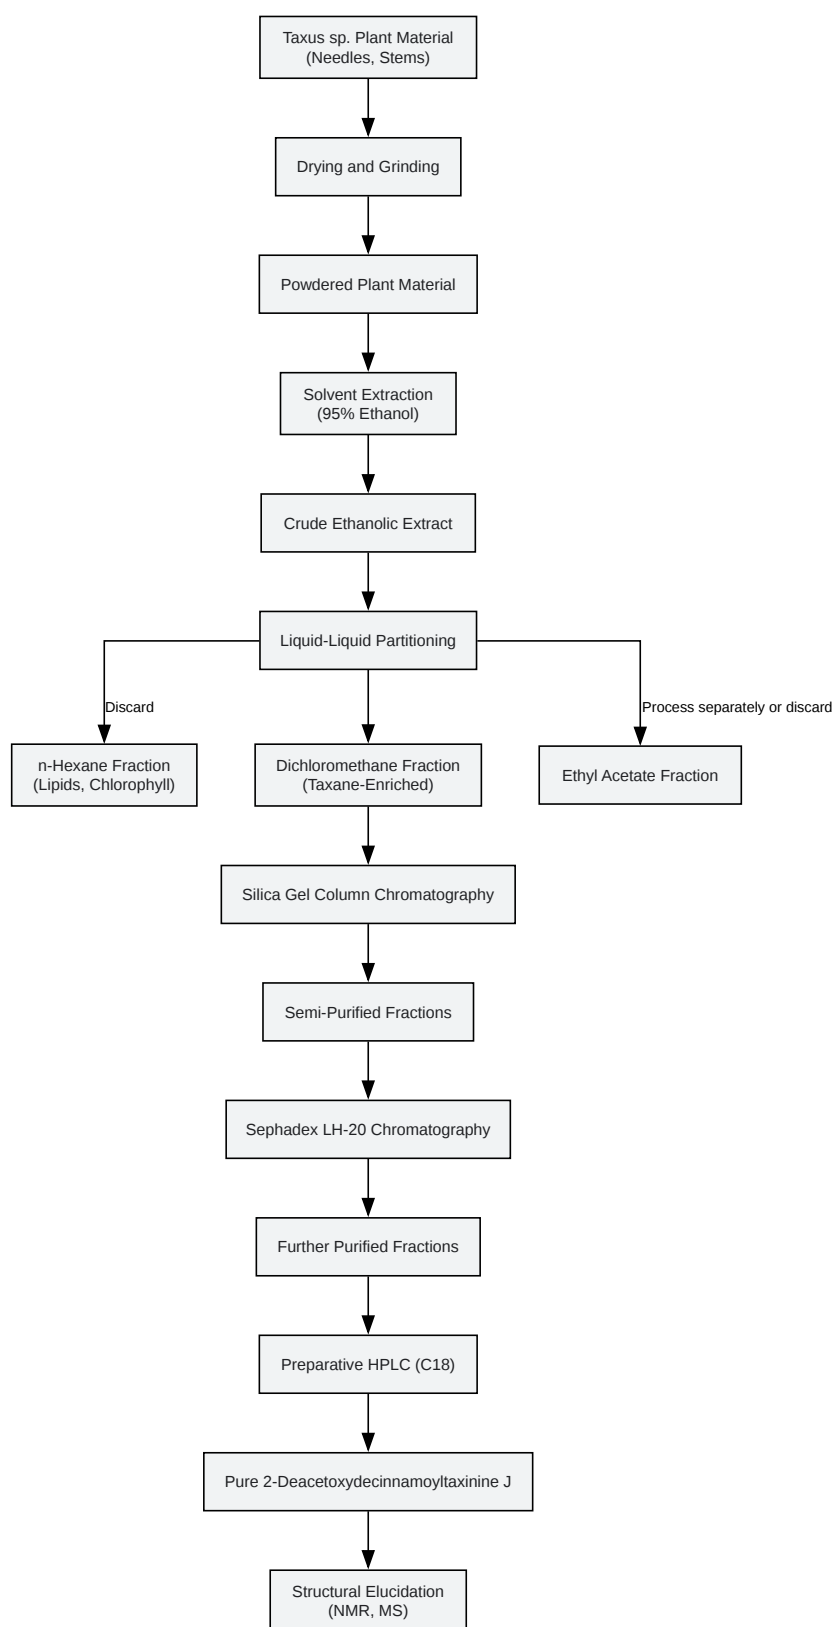 Taxus sp. Plant Material
(Needles, Stems)
Drying and Grinding
Powdered Plant Material
Solvent Extraction
(95% Ethanol)
Crude Ethanolic Extract
Liquid-Liquid Partitioning
Discard
Process separately or discard
n-Hexane Fraction
(Lipids, Chlorophyll)
Dichloromethane Fraction
(Taxane-Enriched)
Ethyl Acetate Fraction
Silica Gel Column Chromatography
Semi-Purified Fractions
Sephadex LH-20 Chromatography
Further Purified Fractions
Preparative HPLC (C18)
Pure 2-Deacetoxydecinnamoyltaxinine J
Structural Elucidation
(NMR, MS)